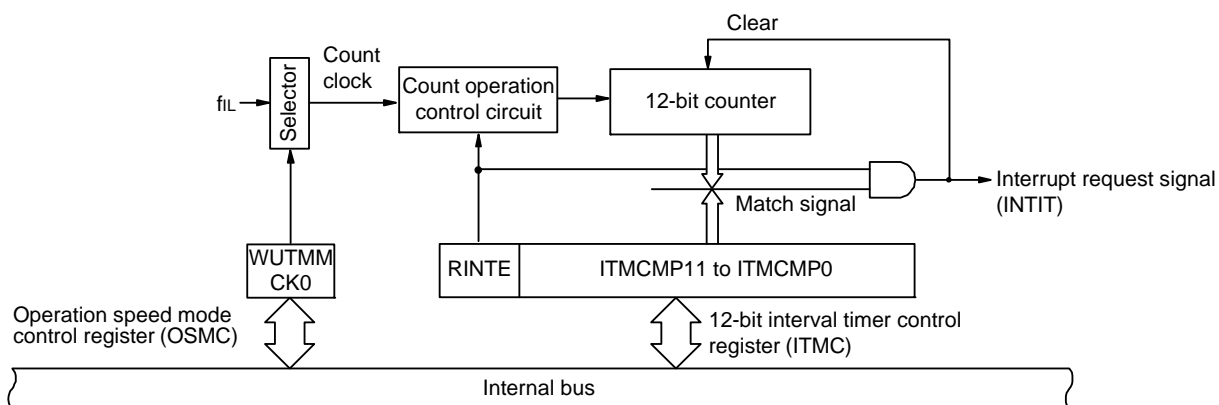 Clear
Count
clock
Selector
fIL
Count operation
control circuit
12-bit counter
Match signal
Interrupt request signal
(INTIT)
WUTMM
CK0
RINTE
ITMCMP11 to ITMCMP0
Operation speed mode
control register (OSMC)
12-bit interval timer control
register (ITMC)
Internal bus